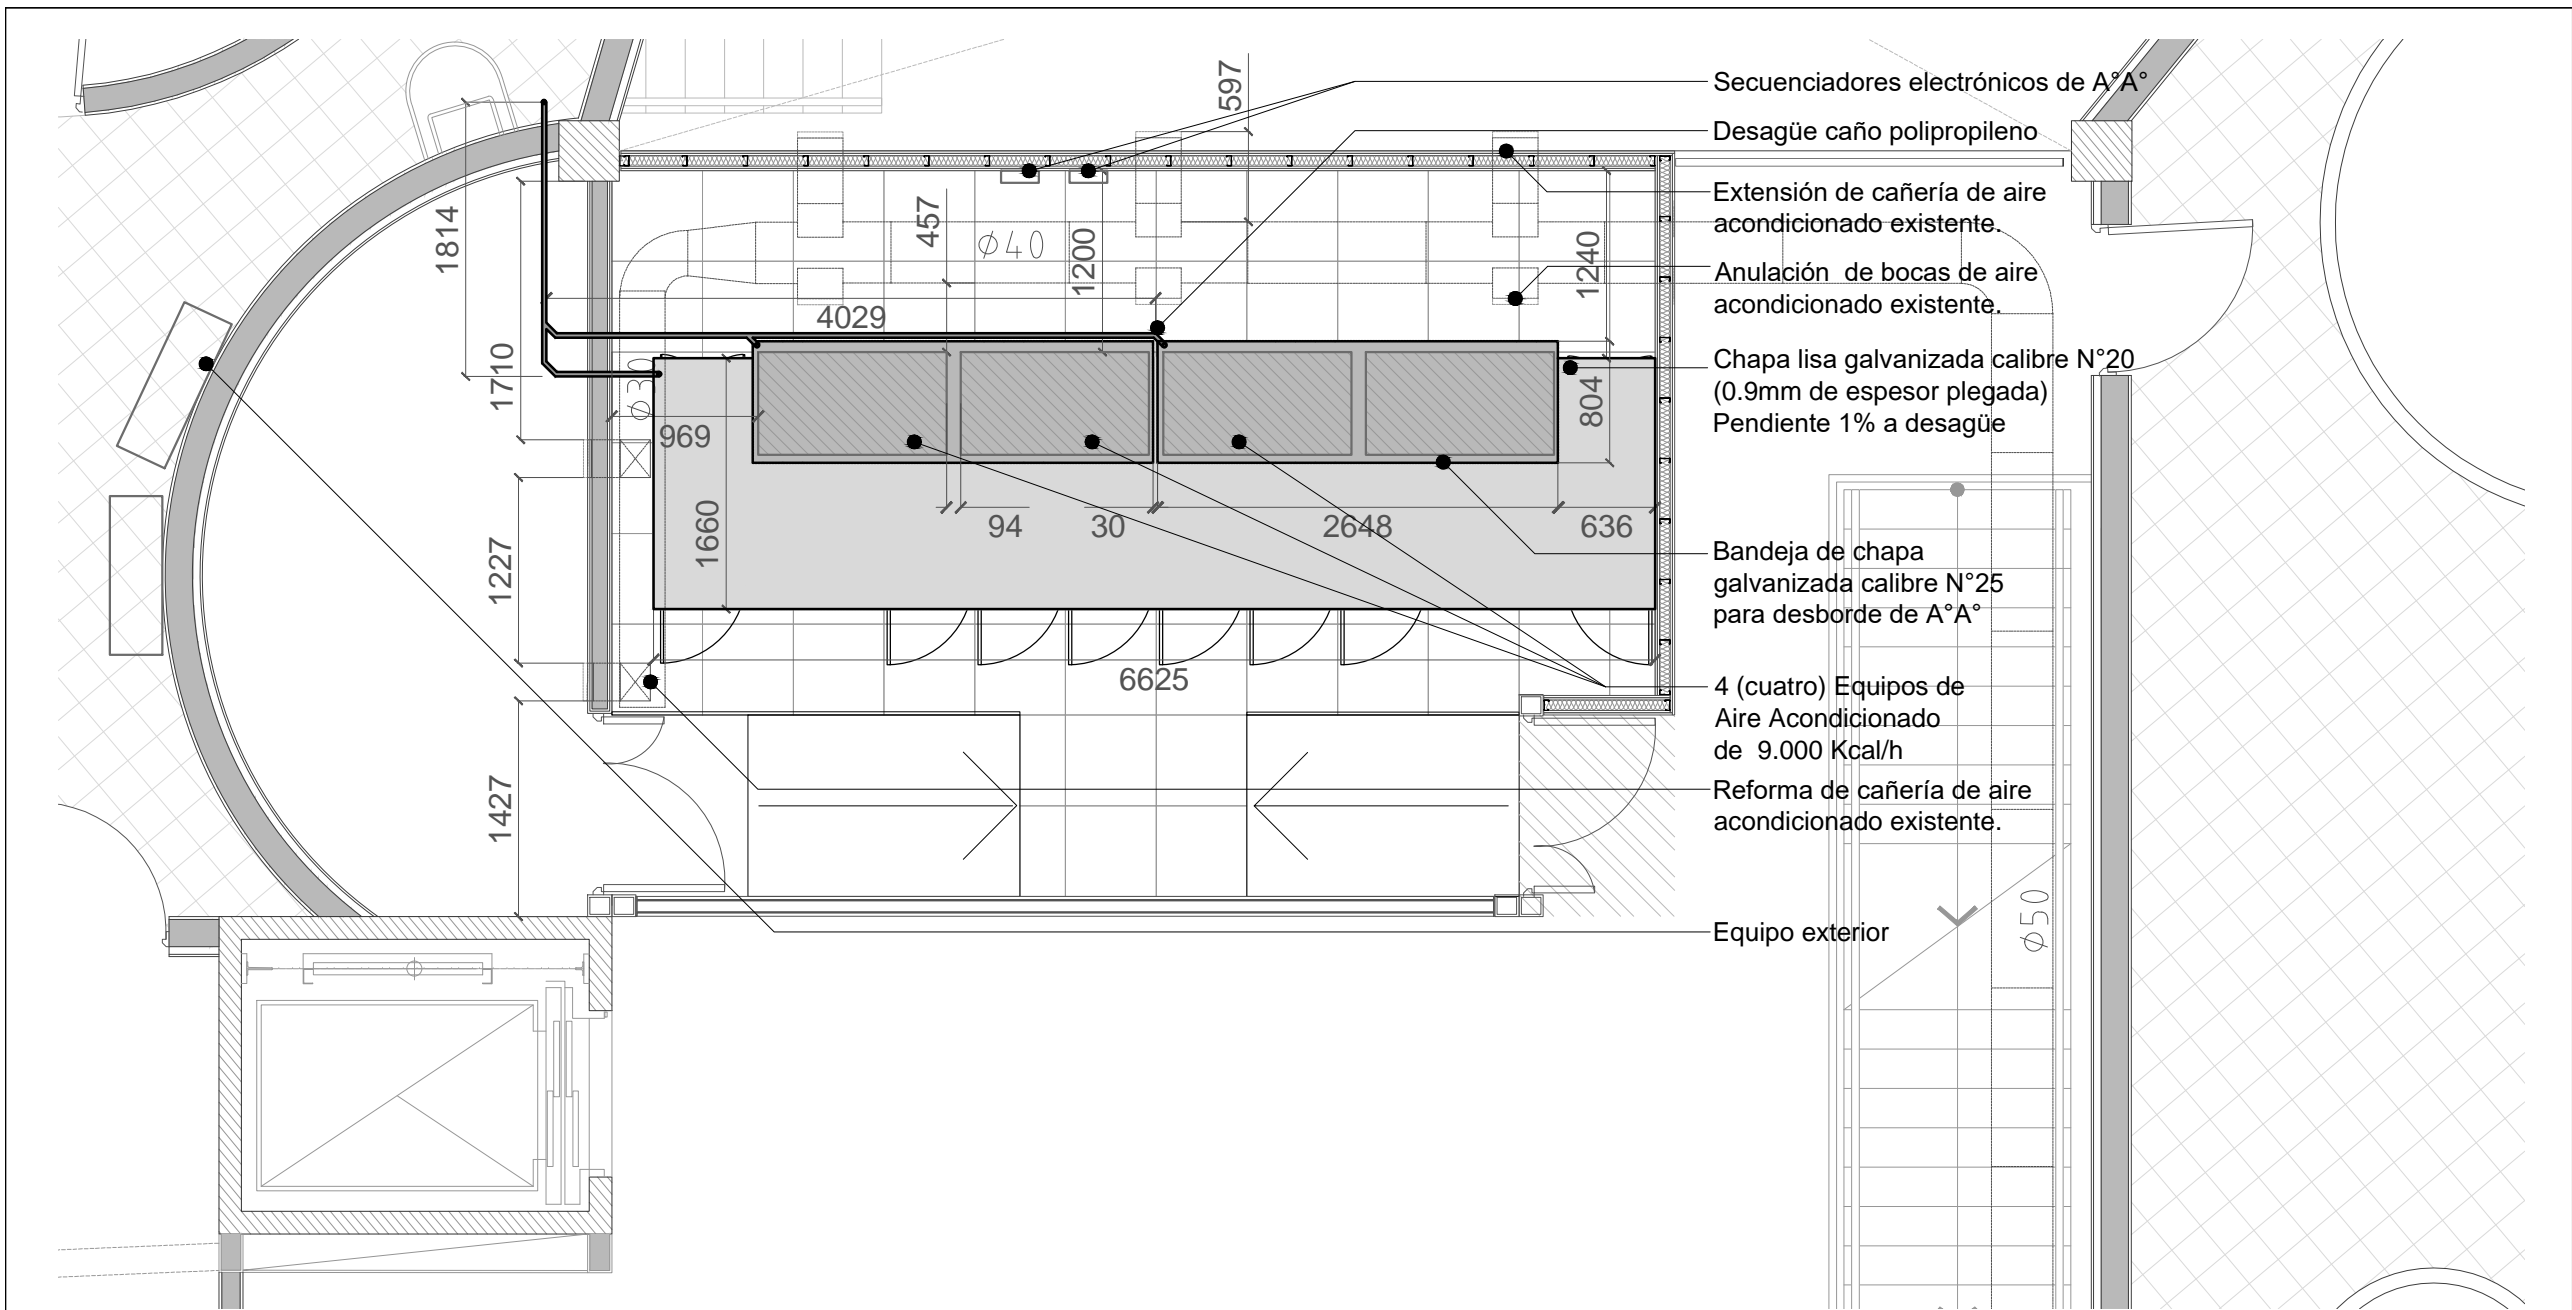 Secuenciadores electrónicos de A°A°
Desagüe caño polipropileno
Extensión de cañería de aire
acondicionado existente.
Anulación  de bocas de aire
acondicionado existente.
Chapa lisa galvanizada calibre N°20
(0.9mm de espesor plegada)
Pendiente 1% a desagüe
Bandeja de chapa
galvanizada calibre N°25
para desborde de A°A°
4 (cuatro) Equipos de
Aire Acondicionado
de  9.000 Kcal/h
Reforma de cañería de aire
acondicionado existente.
Equipo exterior
597
1814
457
⌀40
1200
1240
4029
1710
⌀30
969
804
1660
94
30
2648
636
1227
6625
1427
⌀50